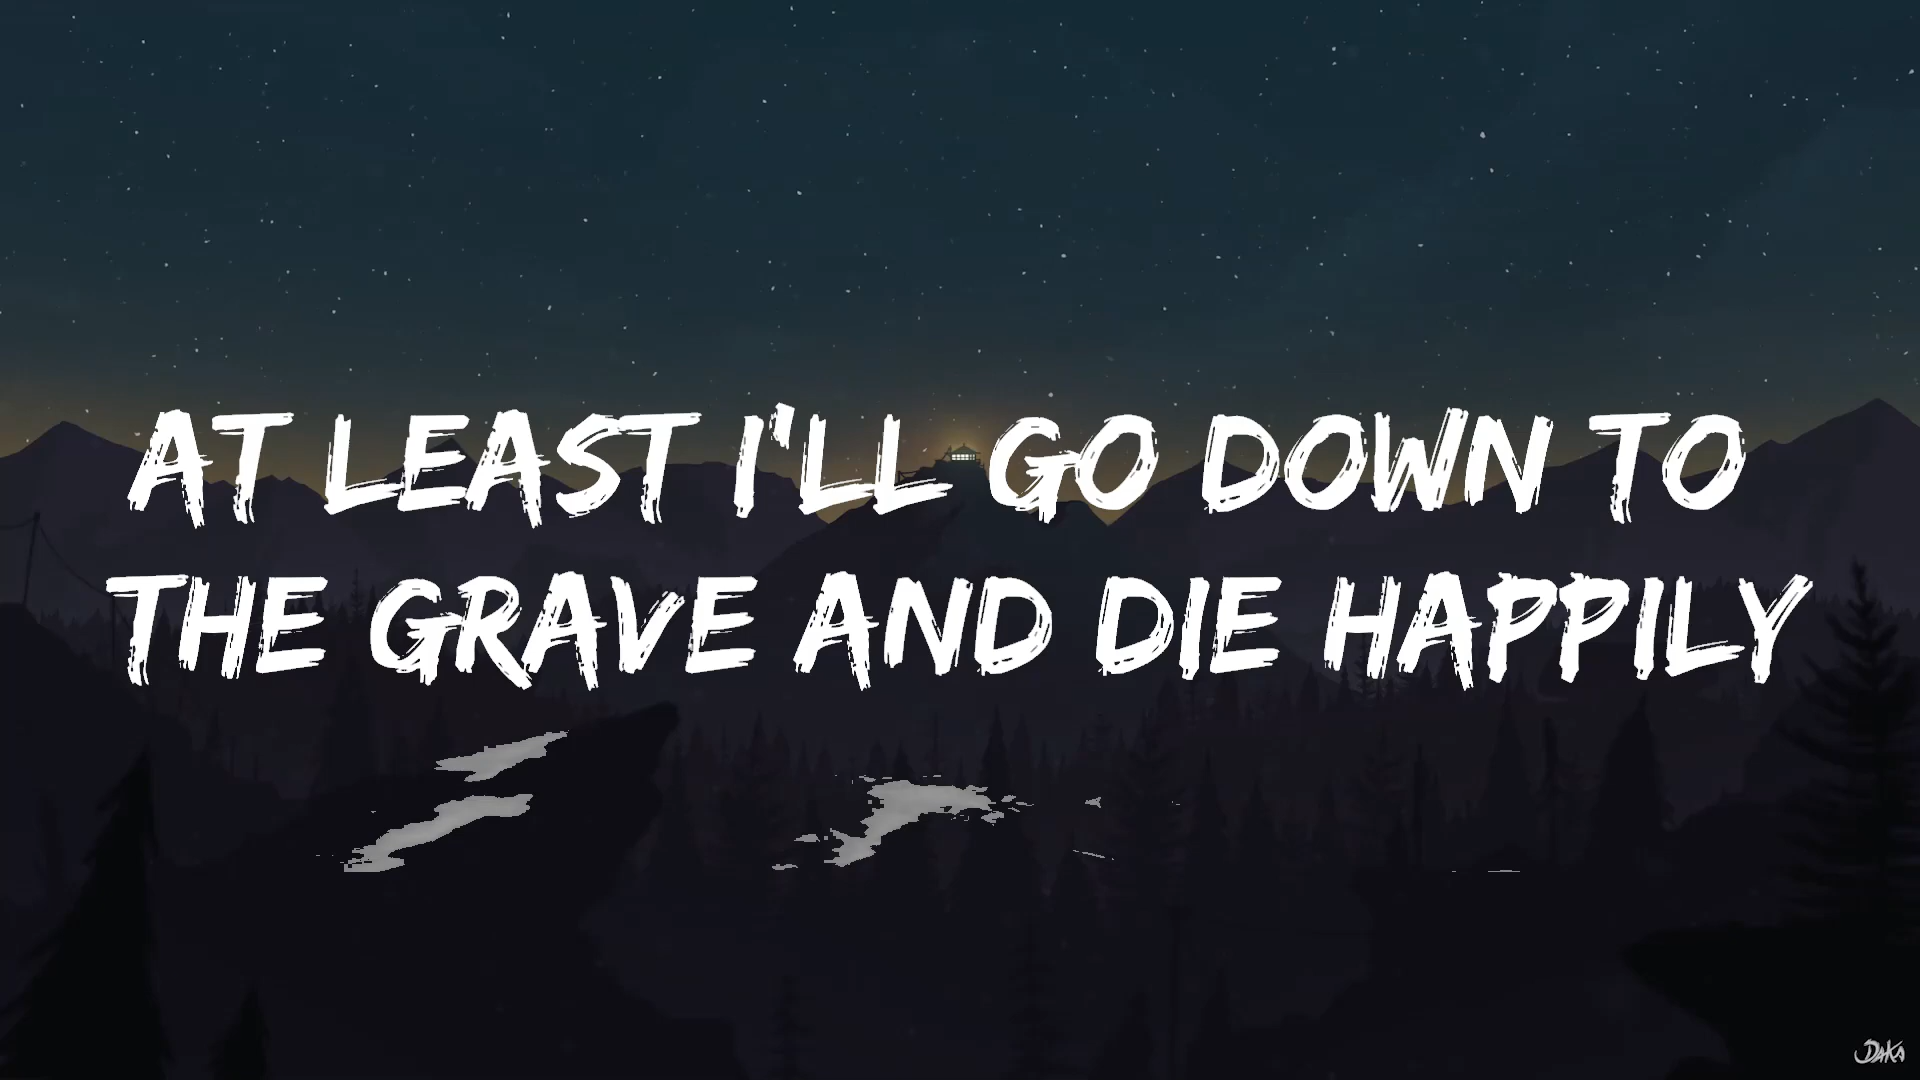 AT LEAST I'LL GO DOWN TO
THE GRAVE AND DIE HAPPILY
DAKA